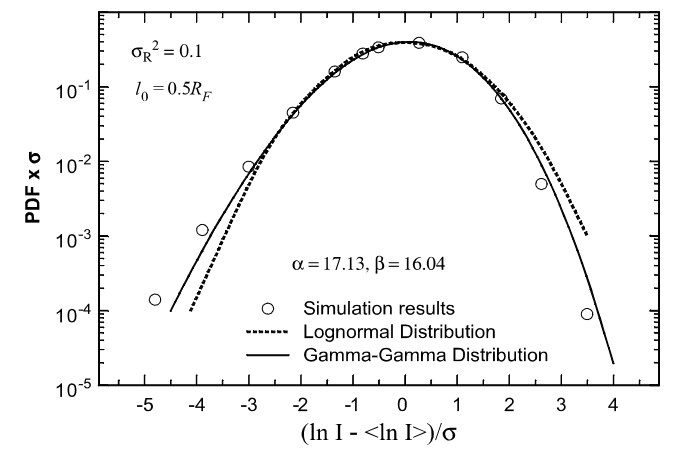 σ_R² = 0.1
l₀ = 0.5R_F
10⁻¹
10⁻²
10⁻³
10⁻⁴
10⁻⁵
PDF x σ
α = 17.13, β = 16.04
Simulation results
Lognormal Distribution
Gamma-Gamma Distribution
-5 -4 -3 -2 -1 0 1 2 3 4
(ln I - <ln I>)/σ